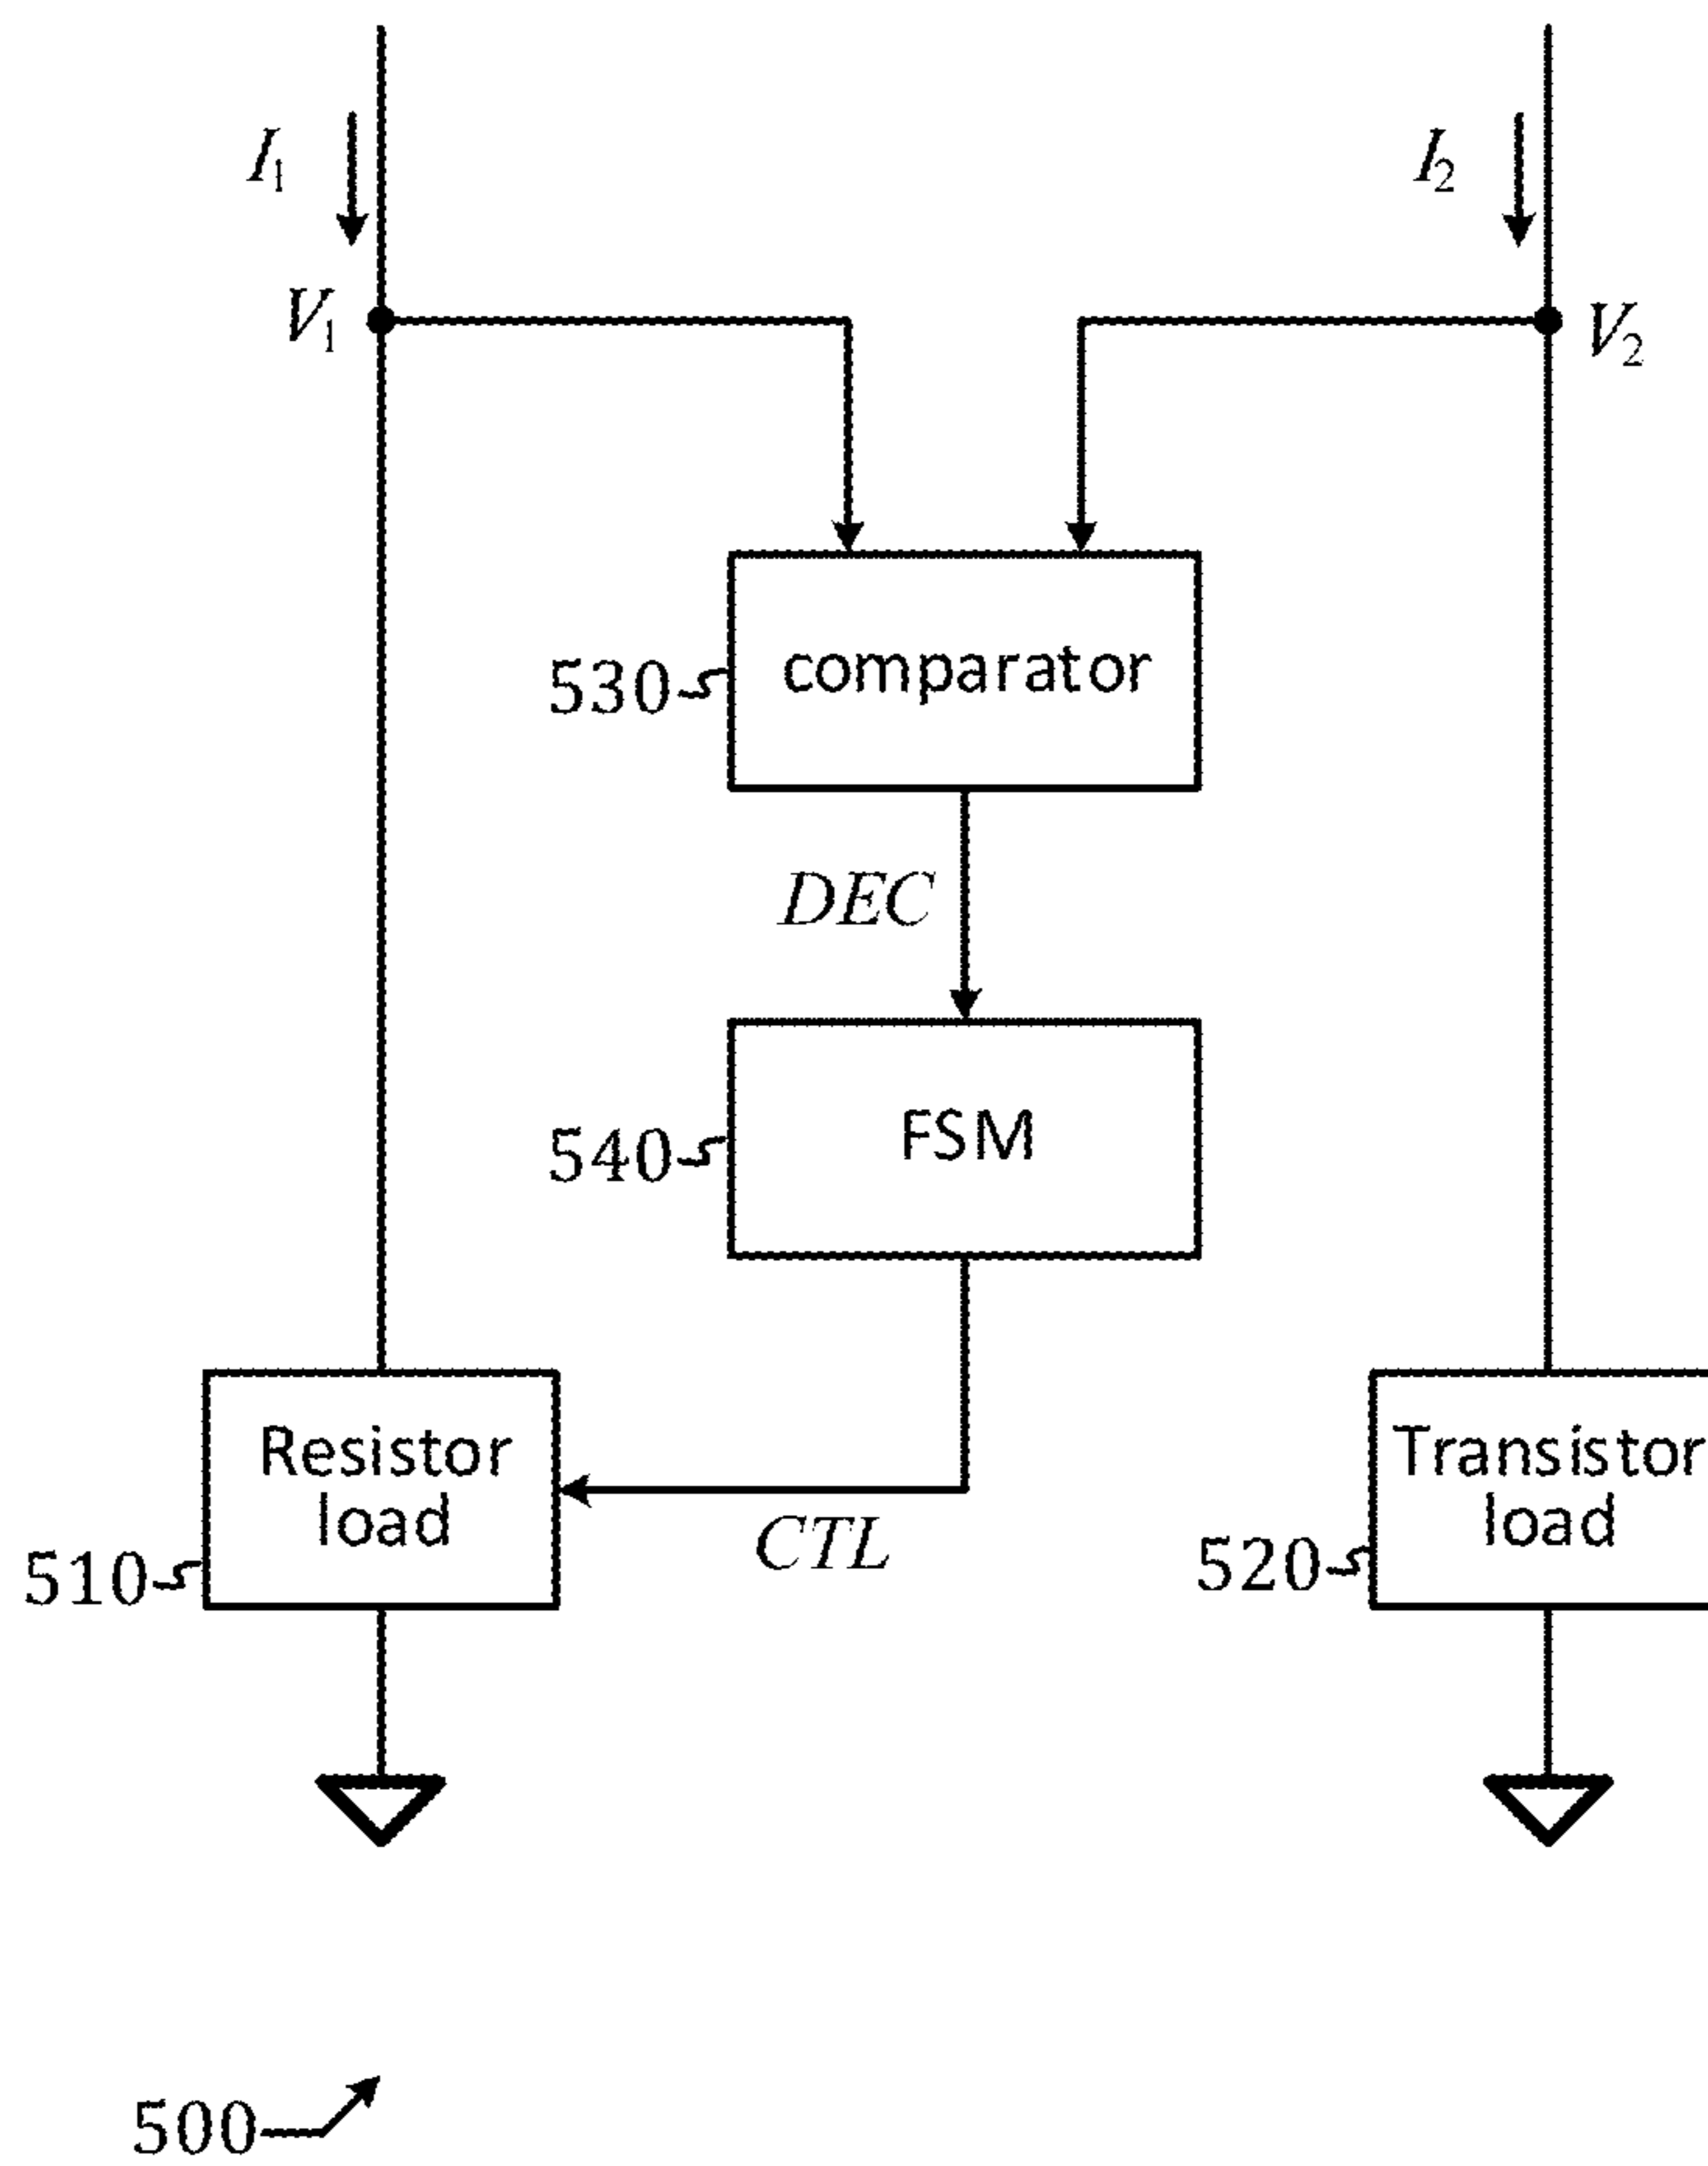 I1
I2
V1
V2
comparator
530
DEC
FSM
540
Resistor
load
Transistor
load
CTL
510
520
500